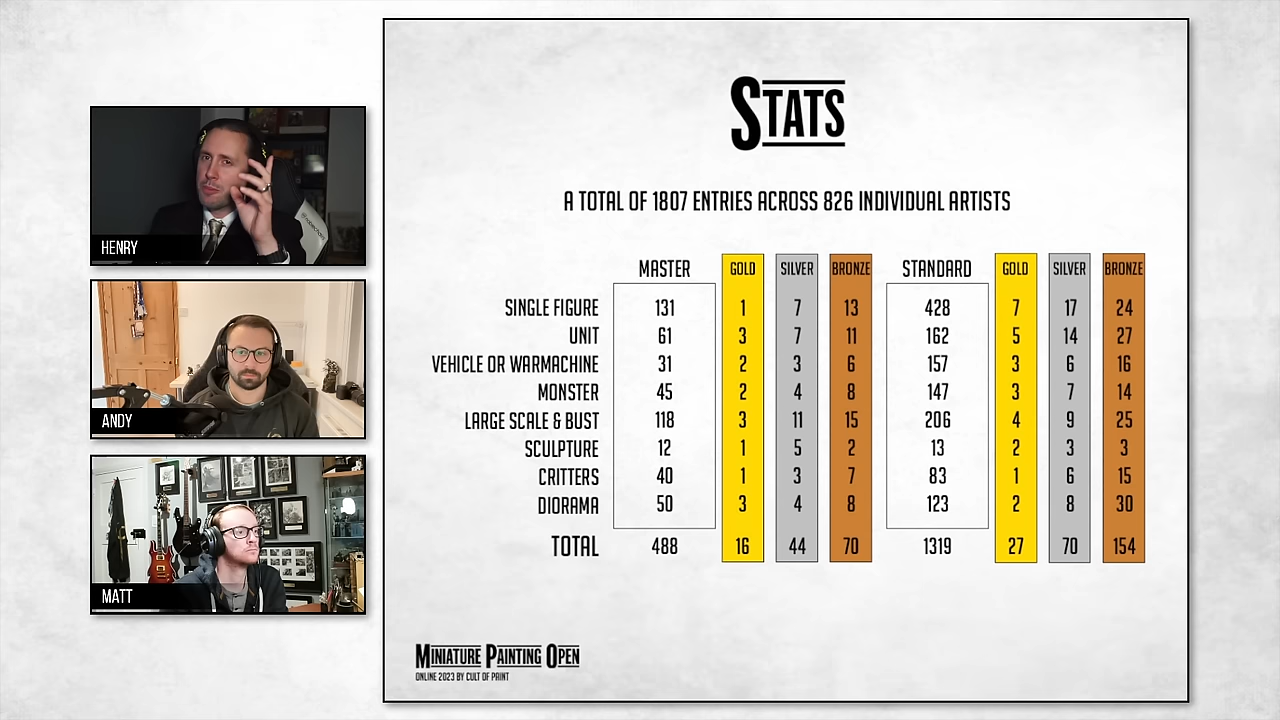 STATS
A TOTAL OF 1807 ENTRIES ACROSS 826 INDIVIDUAL ARTISTS
MASTER GOLD SILVER BRONZE STANDARD GOLD SILVER BRONZE
SINGLE FIGURE 131 1 7 13 428 7 17 24
UNIT 61 3 7 11 162 5 14 27
VEHICLE OR WARMACHINE 31 2 3 6 157 3 6 16
MONSTER 45 2 4 8 147 3 7 14
LARGE SCALE & BUST 118 3 11 15 206 4 9 25
SCULPTURE 12 1 5 2 13 2 3 3
CRITTERS 40 1 3 7 83 1 6 15
DIORAMA 50 3 4 8 123 2 8 30
TOTAL 488 16 44 70 1319 27 70 154
HENRY
ANDY
MATT
MINIATURE PAINTING OPEN
ONLINE 2023 BY CULT OF PAINT